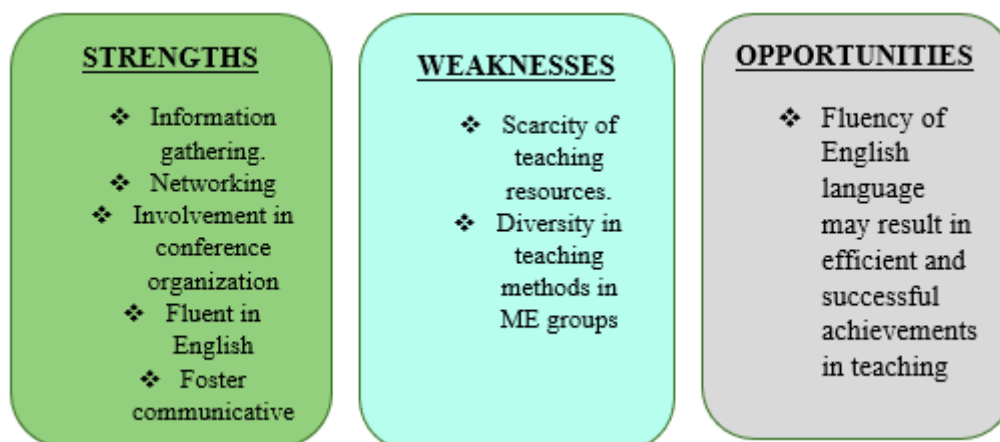 STRENGTHS
❖ Information
gathering.
❖ Networking
❖ Involvement in
conference
organization
❖ Fluent in
English
❖ Foster
communicative
WEAKNESSES
❖ Scarcity of
teaching
resources.
❖ Diversity in
teaching
methods in
ME groups
OPPORTUNITIES
❖ Fluency of
English
language
may result in
efficient and
successful
achievements
in teaching